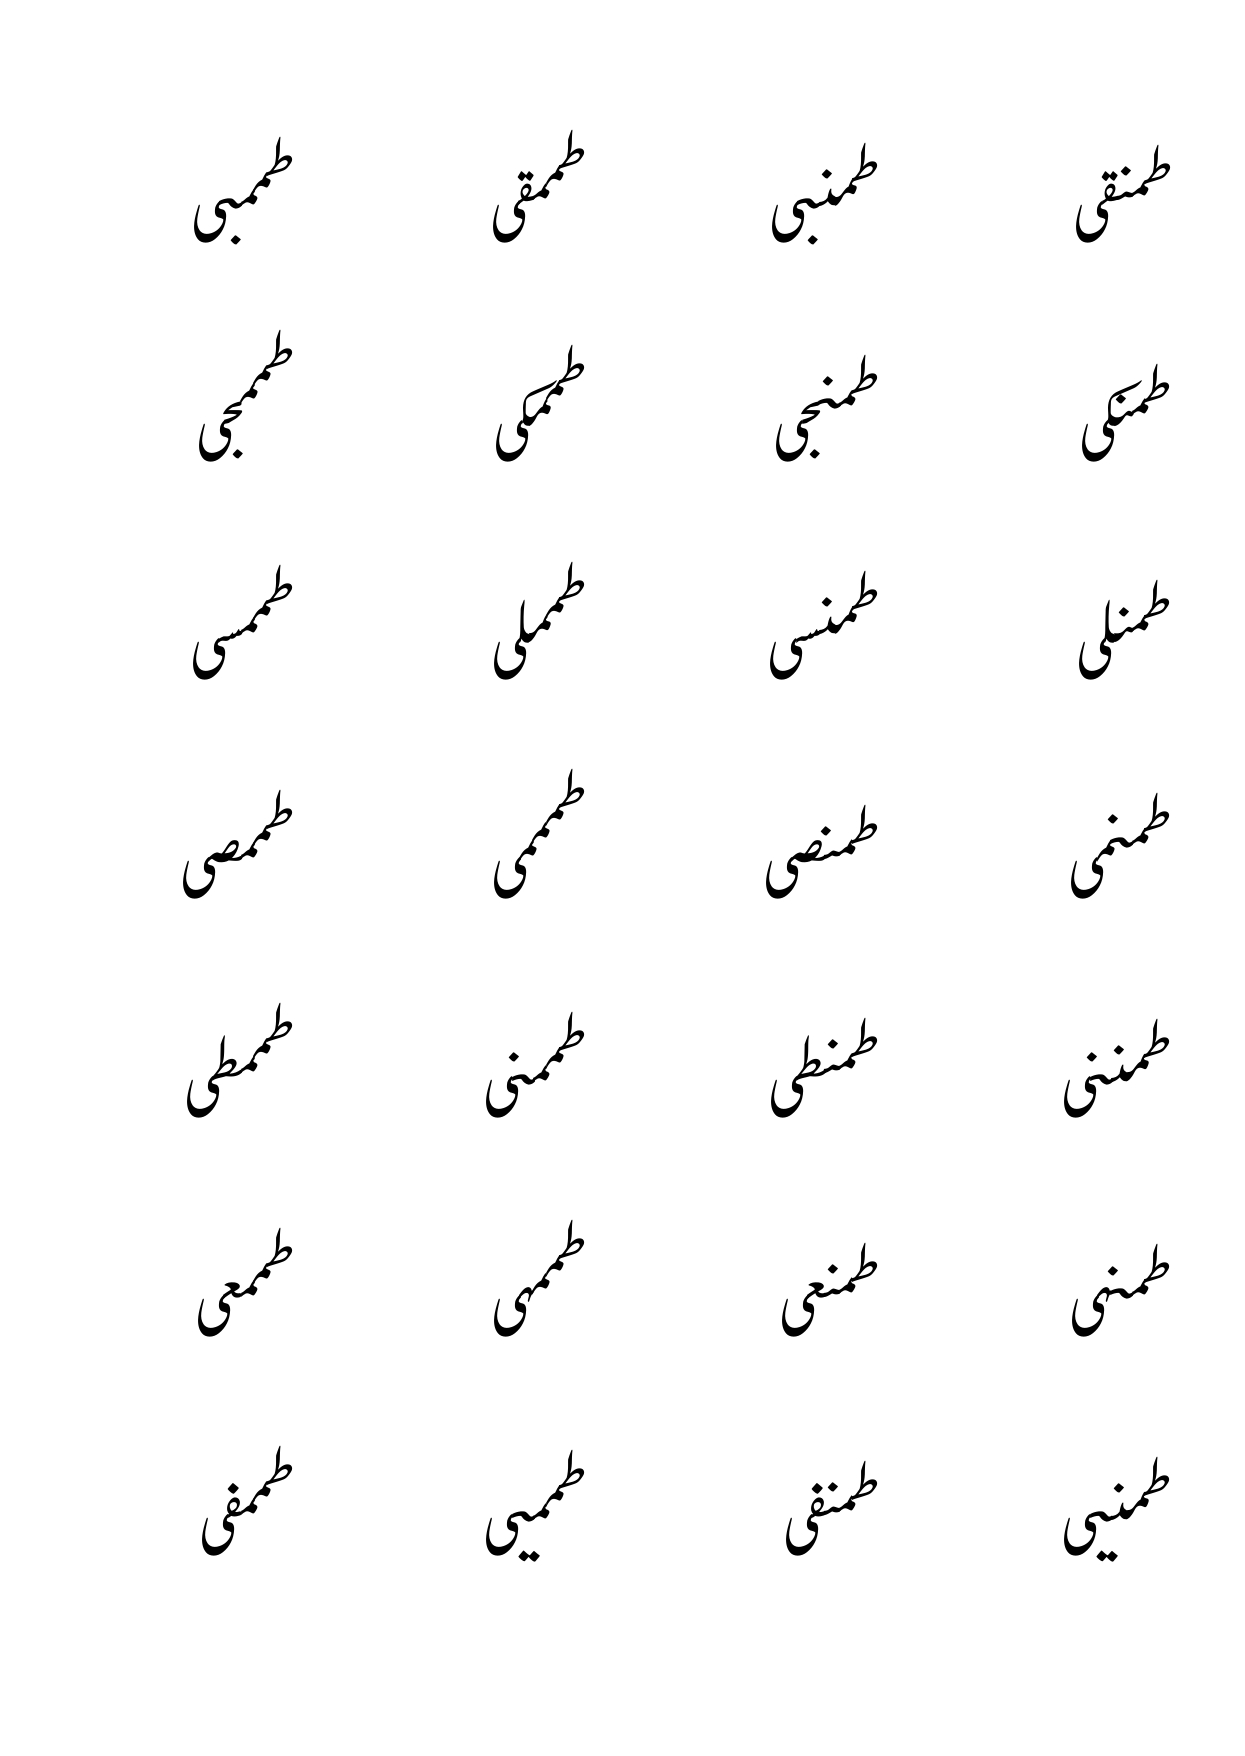 طمنقی طمنبی طممقی طممبی
طمنکی طمنجی طممکی طممجی
طمنلی طمنسی طمملی طممسی
طمنمی طمنصی طمممی طممصی
طمننی طمنطی طممنی طممطی
طمنہی طمنعی طممہی طممعی
طمنیی طمنفی طممیی طممفی